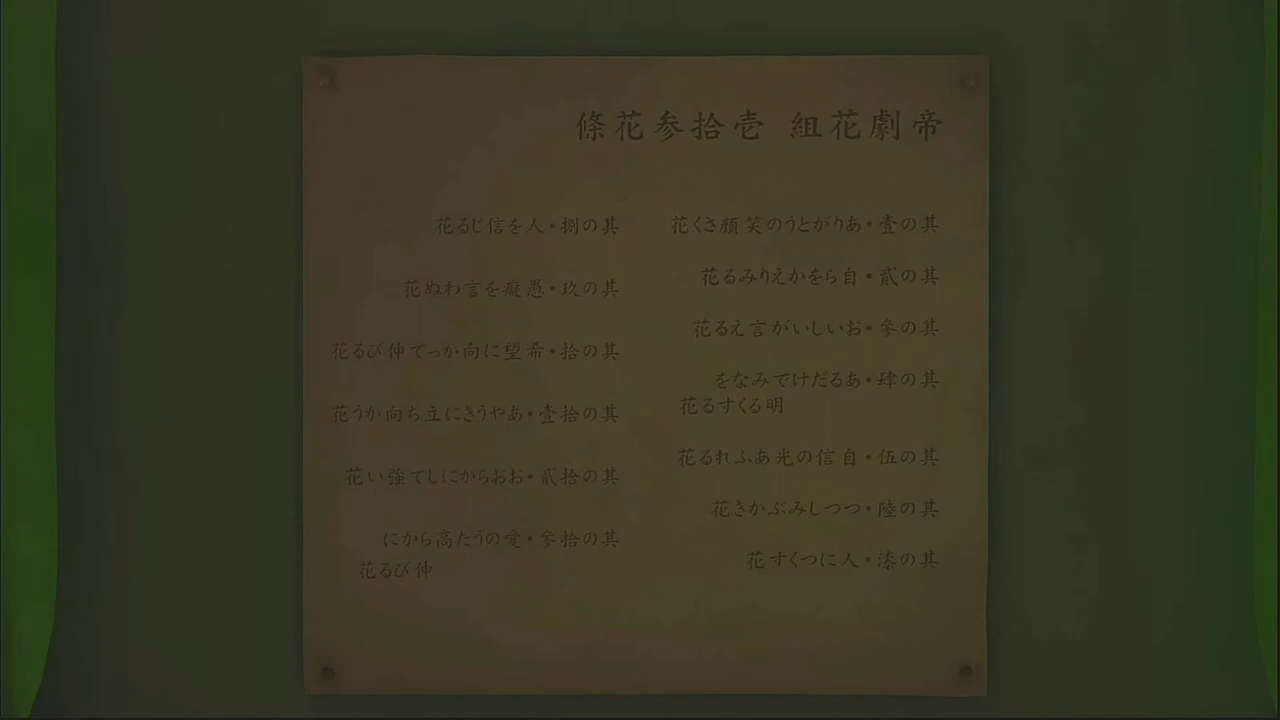 帝劇花組 壱拾参花條
其の壹・ありがとうの笑顔さく花
其の貳・自らをかえりみる花
其の參・おいしいが言える花
其の肆・あるだけでみなを
明るくする花
其の伍・自信の光あふれる花
其の陸・つつしみぶかき花
其の漆・人につくす花
其の捌・人を信じる花
其の玖・愚癡を言わぬ花
其の拾・希望に向かって伸びる花
其の拾壹・あやうきに立ち向かう花
其の拾貳・おおらかにして強い花
其の拾參・愛のうた高らかに
伸びる花